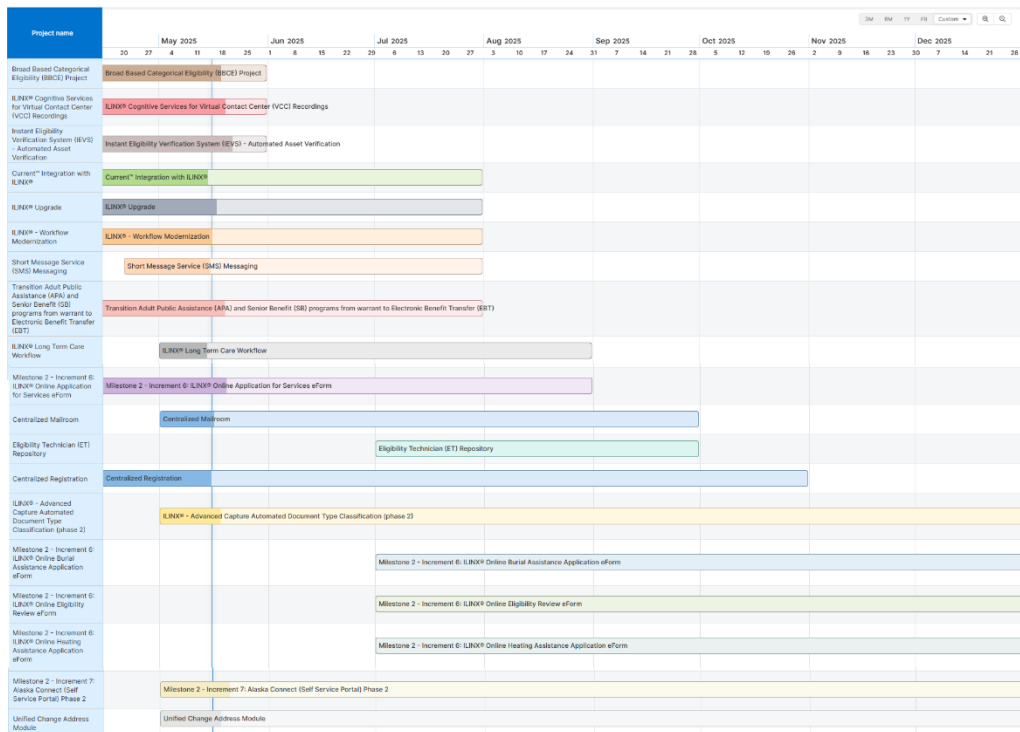 3M 6M 1Y Fit Custom
Project name
May 2025 Jun 2025 Jul 2025 Aug 2025 Sep 2025 Oct 2025 Nov 2025 Dec 2025
20 27 4 11 18 25 1 8 15 22 29 6 13 20 27 3 10 17 24 31 7 14 21 28 5 12 19 26 2 9 16 23 30 7 14 21 28
Broad Based Categorical
Eligibility (BBCE) Project
Broad Based Categorical Eligibility (BBCE) Project
ILINX® Cognitive Services
for Virtual Contact Center
(VCC) Recordings
ILINX® Cognitive Services for Virtual Contact Center (VCC) Recordings
Instant Eligibility
Verification System (IEVS)
- Automated Asset
Verification
Instant Eligibility Verification System (IEVS) - Automated Asset Verification
Current™ Integration with
ILINX®
Current™ Integration with ILINX®
ILINX® Upgrade
ILINX® Upgrade
ILINX® - Workflow
Modernization
ILINX® - Workflow Modernization
Short Message Service
(SMS) Messaging
Short Message Service (SMS) Messaging
Transition Adult Public
Assistance (APA) and
Senior Benefit (SB)
programs from warrant to
Electronic Benefit Transfer
(EBT)
Transition Adult Public Assistance (APA) and Senior Benefit (SB) programs from warrant to Electronic Benefit Transfer (EBT)
ILINX® Long Term Care
Workflow
ILINX® Long Term Care Workflow
Milestone 2 - Increment 6:
ILINX® Online Application
for Services eForm
Milestone 2 - Increment 6: ILINX® Online Application for Services eForm
Centralized Mailroom
Centralized Mailroom
Eligibility Technician (ET)
Repository
Eligibility Technician (ET) Repository
Centralized Registration
Centralized Registration
ILINX® - Advanced
Capture Automated
Document Type
Classification (phase 2)
ILINX® - Advanced Capture Automated Document Type Classification (phase 2)
Milestone 2 - Increment 6:
ILINX® Online Burial
Assistance Application
eForm
Milestone 2 - Increment 6: ILINX® Online Burial Assistance Application eForm
Milestone 2 - Increment 6:
ILINX® Online Eligibility
Review eForm
Milestone 2 - Increment 6: ILINX® Online Eligibility Review eForm
Milestone 2 - Increment 6:
ILINX® Online Heating
Assistance Application
eForm
Milestone 2 - Increment 6: ILINX® Online Heating Assistance Application eForm
Milestone 2 - Increment 7:
Alaska Connect (Self
Service Portal) Phase 2
Milestone 2 - Increment 7: Alaska Connect (Self Service Portal) Phase 2
Unified Change Address
Module
Unified Change Address Module